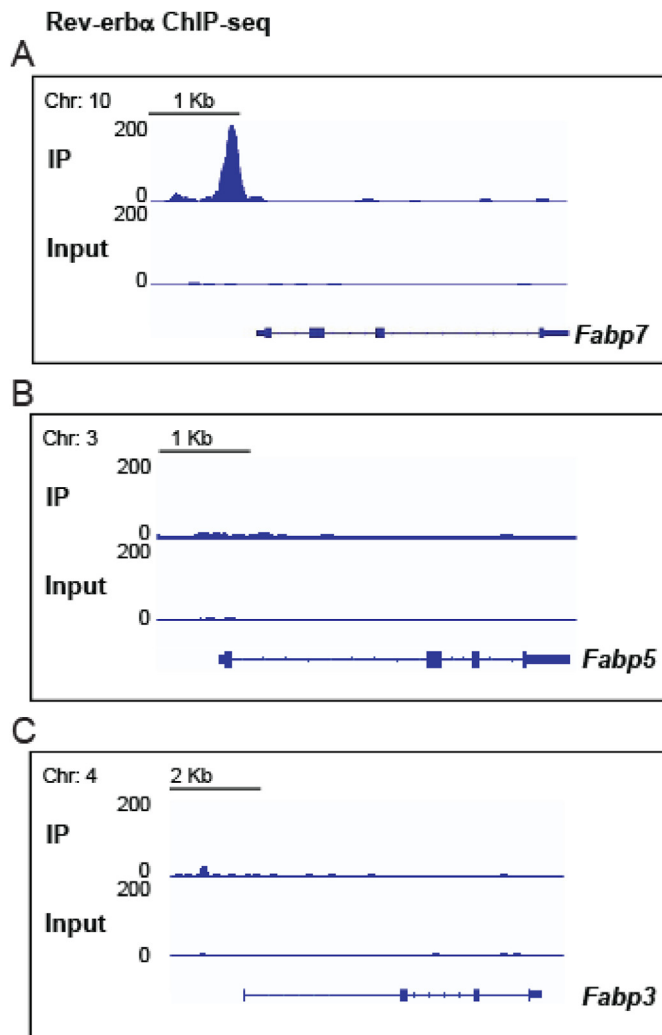 Rev-erbα ChIP-seq
A
Chr: 10
1 Kb
200
IP
0
200
Input
0
Fabp7
B
Chr: 3
1 Kb
200
IP
0
200
Input
0
Fabp5
C
Chr: 4
2 Kb
200
IP
0
200
Input
0
Fabp3